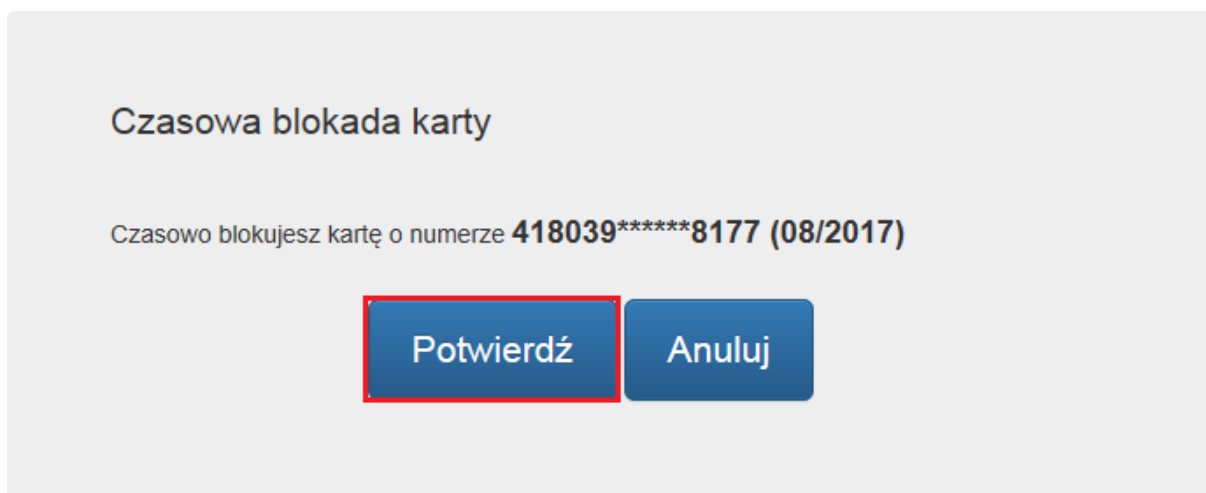 Czasowa blokada karty
Czasowo blokujesz kartę o numerze 418039******8177 (08/2017)
Potwierdź Anuluj